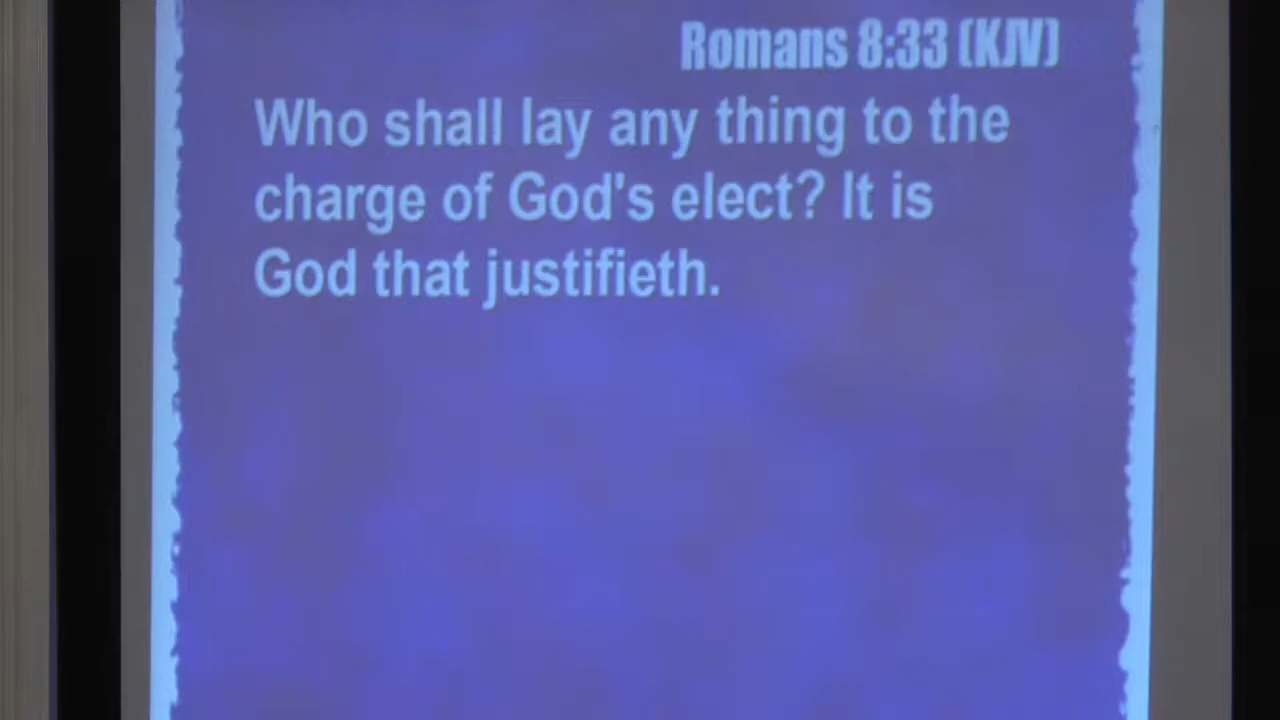 Romans 8:33 (KJV)
Who shall lay any thing to the
charge of God's elect? It is
God that justifieth.